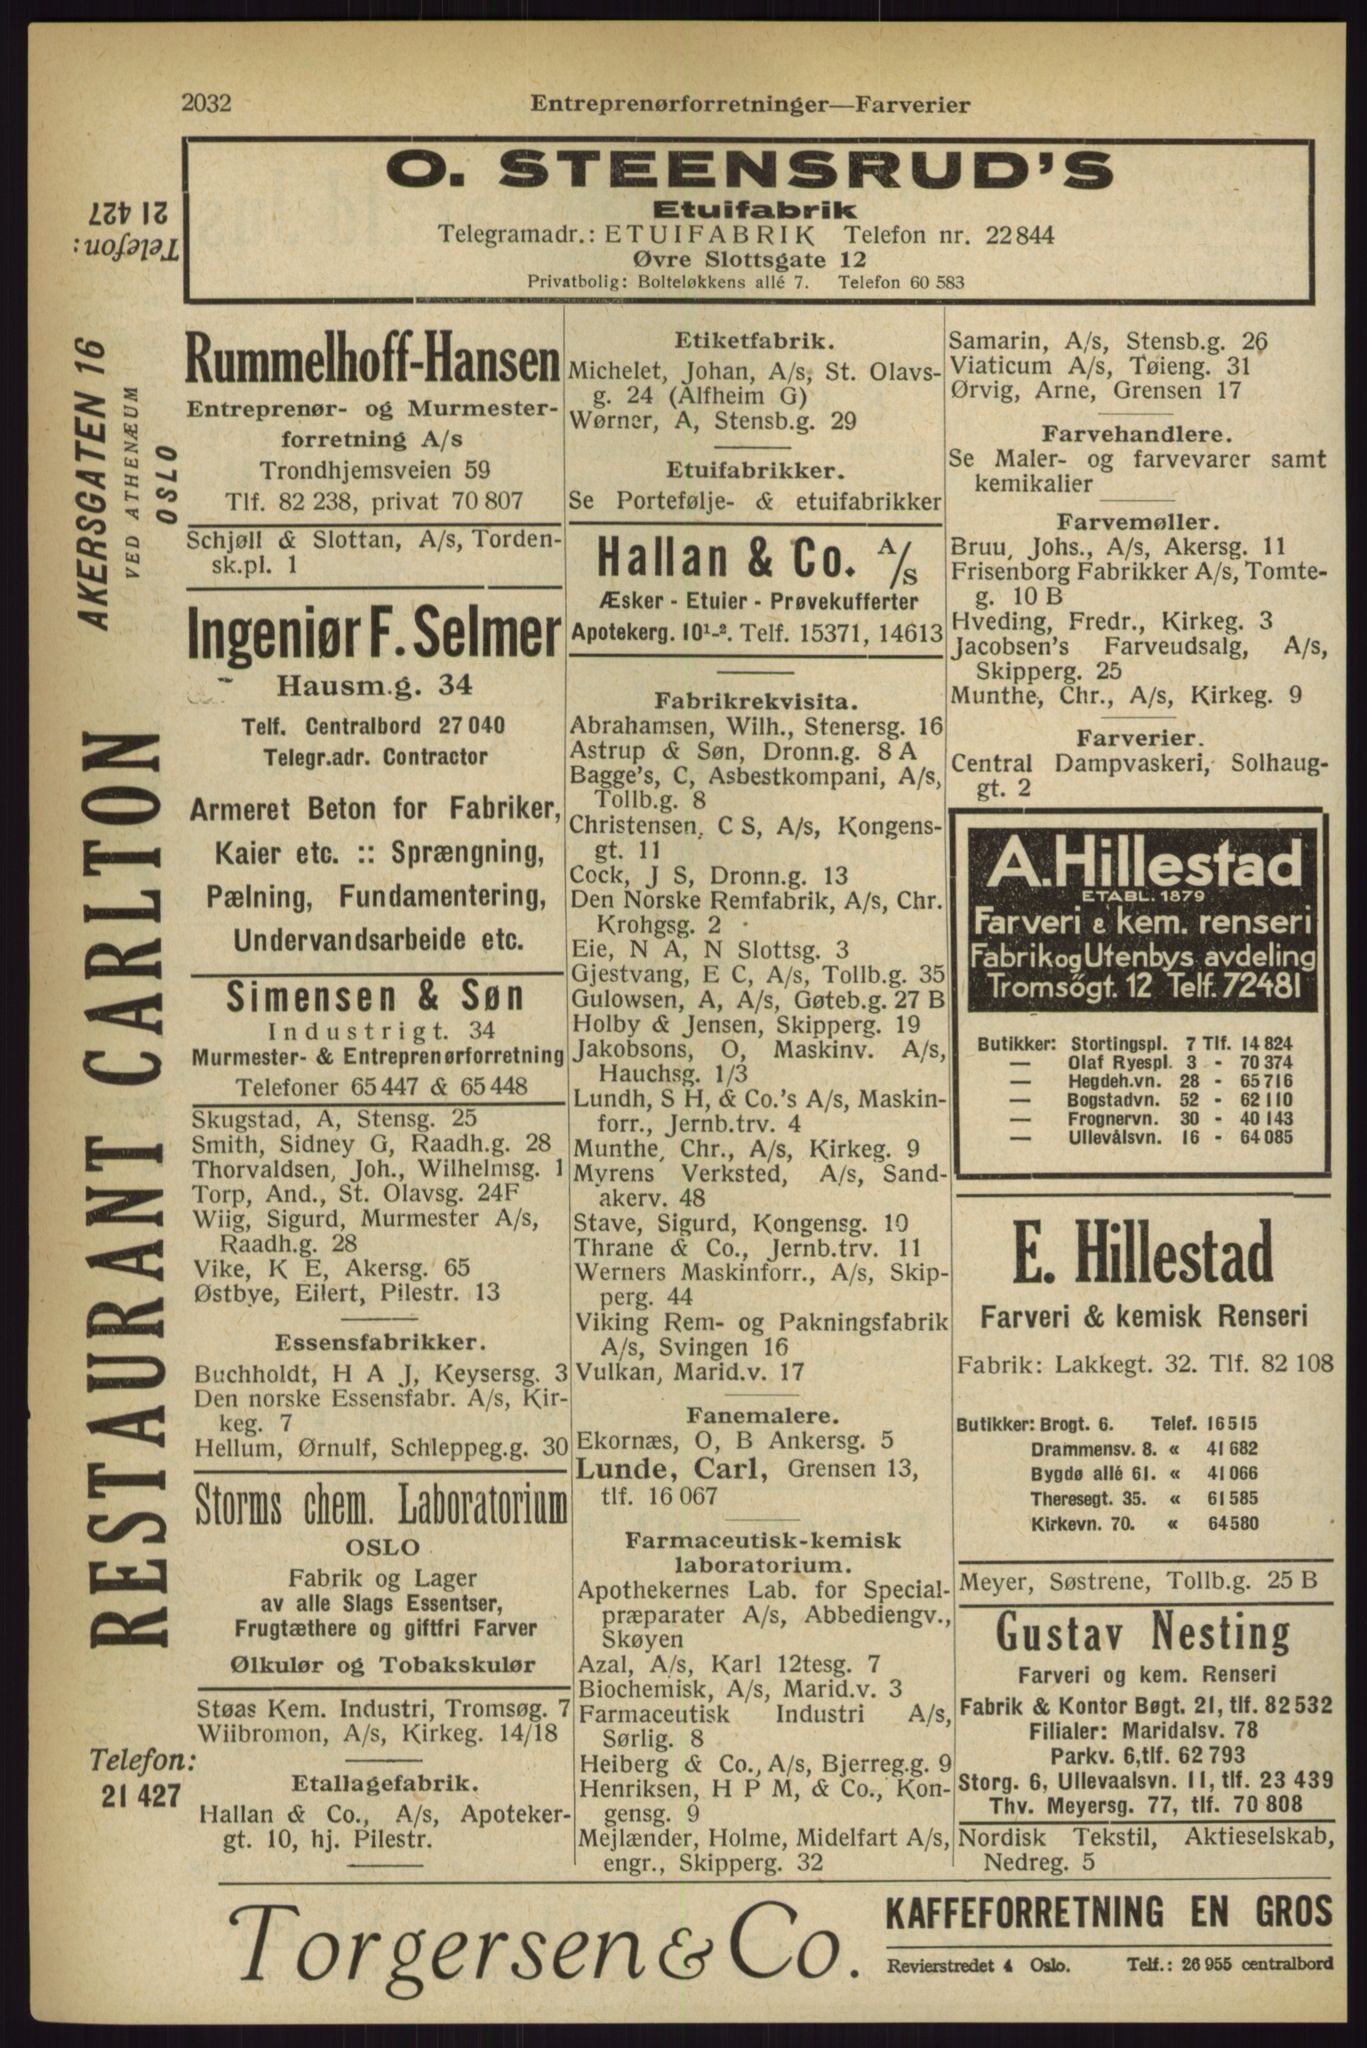 2032
Entreprenørforretninger—Farverier
O. STEENSRUD'S
Etuifabrik
Telegramadr.: ETUIFABRIK Telefon nr. 22 844
Øvre Slottsgate 12
Privatbolig: Bolteløkkens allé 7. Telefon 60 583
Telefon:
21 427
AKERSGATEN 16
VED ATHENÆUM
OSLO
RESTAURANT CARLTON
Telefon:
21 427
Rummelhoff-Hansen
Entreprenør- og Murmester-
forretning A/s
Trondhjemsveien 59
Tlf. 82 238, privat 70 807
Schjøll & Slottan, A/s, Torden-
sk.pl. 1
Ingeniør F. Selmer
Hausm.g. 34
Telf. Centralbord 27 040
Telegr.adr. Contractor
Armeret Beton for Fabriker,
Kaier etc. :: Sprængning,
Pælning, Fundamentering,
Undervandsarbeide etc.
Simensen & Søn
Industrigt. 34
Murmester- & Entreprenørforretning
Telefoner 65 447 & 65 448
Skugstad, A, Stensg. 25
Smith, Sidney G, Raadh.g. 28
Thorvaldsen, Joh., Wilhelmsg. 1
Torp, And., St. Olavsg. 24F
Wiig, Sigurd, Murmester A/s,
Raadh.g. 28
Vike, K E, Akersg. 65
Østbye, Eilert, Pilestr. 13
Essensfabrikker.
Buchholdt, H A J, Keysersg. 3
Den norske Essensfabr. A/s, Kir-
keg. 7
Hellum, Ørnulf, Schleppeg.g. 30
Storms chem. Laboratorium
OSLO
Fabrik og Lager
av alle Slags Essentser,
Frugtæthere og giftfri Farver
Ølkulør og Tobakskulør
Støas Kem. Industri, Tromsøg. 7
Wiibromon, A/s, Kirkeg. 14/18
Etallagefabrik.
Hallan & Co., A/s, Apoteker-
gt. 10, hj. Pilestr.
Etiketfabrik.
Michelet, Johan, A/s, St. Olavs-
g. 24 (Alfheim G)
Wørner, A, Stensb.g. 29
Etuifabrikker.
Se Portefølje- & etuifabrikker
Hallan & Co. A/s
Æsker - Etuier - Prøvekufferter
Apotekerg. 10¹-². Telf. 15371, 14613
Fabrikrekvisita.
Abrahamsen, Wilh., Stenersg. 16
Astrup & Søn, Dronn.g. 8 A
Bagge's, C, Asbestkompani, A/s,
Tollb.g. 8
Christensen, C S, A/s, Kongens-
gt. 11
Cock, J S, Dronn.g. 13
Den Norske Remfabrik, A/s, Chr.
Krohgsg. 2
Eie, N A, N Slottsg. 3
Gjestvang, E C, A/s, Tollb.g. 35
Gulowsen, A, A/s, Gøteb.g. 27 B
Holby & Jensen, Skipperg. 19
Jakobsons, O, Maskinv. A/s,
Hauchsg. 1/3
Lundh, S H, & Co.'s A/s, Maskin-
forr., Jernb.trv. 4
Munthe, Chr., A/s, Kirkeg. 9
Myrens Verksted, A/s, Sand-
akerv. 48
Stave, Sigurd, Kongensg. 10
Thrane & Co., Jernb.trv. 11
Werners Maskinforr., A/s, Skip-
perg. 44
Viking Rem- og Pakningsfabrik
A/s, Svingen 16
Vulkan, Marid.v. 17
Fanemalere.
Ekornæs, O, B Ankersg. 5
Lunde, Carl, Grensen 13,
tlf. 16 067
Farmaceutisk-kemisk
laboratorium.
Apothekernes Lab. for Special-
præparater A/s, Abbediengv.,
Skøyen
Azal, A/s, Karl 12tesg. 7
Biochemisk, A/s, Marid.v. 3
Farmaceutisk Industri A/s,
Sørlig. 8
Heiberg & Co., A/s, Bjerreg.g. 9
Henriksen, H P M, & Co., Kon-
gensg. 9
Mejlænder, Holme, Midelfart A/s,
engr., Skipperg. 32
Samarin, A/s, Stensb.g. 26
Viaticum A/s, Tøieng. 31
Ørvig, Arne, Grensen 17
Farvehandlere.
Se Maler- og farvevarer samt
kemikalier
Farvemøller.
Bruu, Johs., A/s, Akersg. 11
Frisenborg Fabrikker A/s, Tomte-
g. 10 B
Hveding, Fredr., Kirkeg. 3
Jacobsen's Farveudsalg, A/s,
Skipperg. 25
Munthe, Chr., A/s, Kirkeg. 9
Farverier.
Central Dampvaskeri, Solhaug-
gt. 2
A. Hillestad
ETABL. 1879
Farveri & kem. renseri
Fabrik og Utenbys avdeling
Tromsögt. 12 Telf. 72481
Butikker: Stortingspl. 7 Tlf. 14 824
— Olaf Ryespl. 3 - 70 374
— Hegdeh.vn. 28 - 65 716
— Bogstadvn. 52 - 62 110
— Frognervn. 30 - 40 143
— Ullevålsvn. 16 - 64 085
E. Hillestad
Farveri & kemisk Renseri
Fabrik: Lakkegt. 32. Tlf. 82 108
Butikker: Brogt. 6. Telef. 16 515
Drammensv. 8. « 41 682
Bygdø allé 61. « 41 066
Theresegt. 35. « 61 585
Kirkevn. 70. « 64 580
Meyer, Søstrene, Tollb.g. 25 B
Gustav Nesting
Farveri og kem. Renseri
Fabrik & Kontor Bøgt. 21, tlf. 82 532
Filialer: Maridalsv. 78
Parkv. 6, tlf. 62 793
Storg. 6, Ullevaalsvn. 11, tlf. 23 439
Thv. Meyersg. 77, tlf. 70 808
Nordisk Tekstil, Aktieselskab,
Nedreg. 5
Torgersen & Co.
KAFFEFORRETNING EN GROS
Revierstredet 4 Oslo. Telf.: 26 955 centralbord